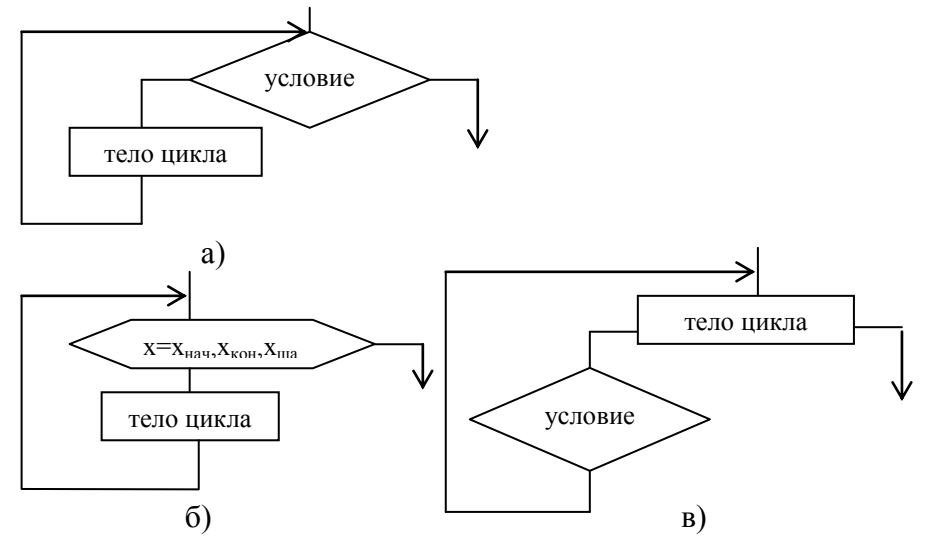 условие
тело цикла
а)
x=xнач,xкон,xша
тело цикла
б)
тело цикла
условие
в)